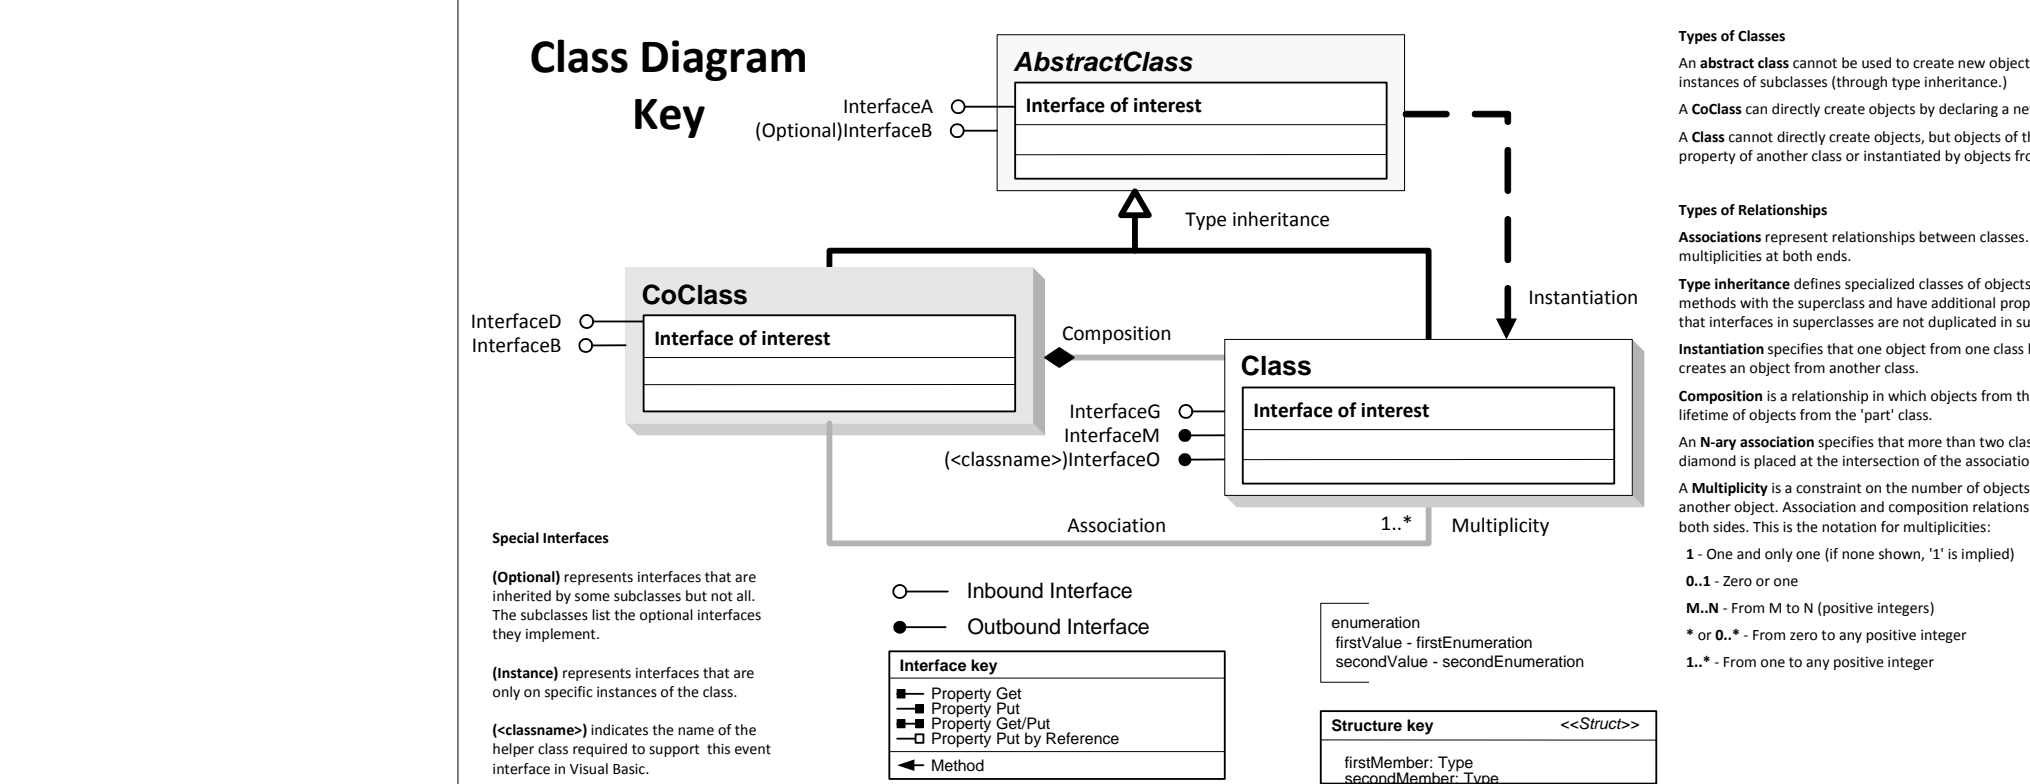 Class Diagram
Key
AbstractClass
Interface of interest
InterfaceA
(Optional)InterfaceB
Type inheritance
CoClass
Interface of interest
InterfaceD
InterfaceB
Composition
Instantiation
Class
Interface of interest
InterfaceG
InterfaceM
(<classname>)InterfaceO
Association
1..*
Multiplicity
Special Interfaces
(Optional) represents interfaces that are
inherited by some subclasses but not all.
The subclasses list the optional interfaces
they implement.
(Instance) represents interfaces that are
only on specific instances of the class.
(<classname>) indicates the name of the
helper class required to support this event
interface in Visual Basic.
Inbound Interface
Outbound Interface
Interface key
Property Get
Property Put
Property Get/Put
Property Put by Reference
Method
enumeration
firstValue - firstEnumeration
secondValue - secondEnumeration
Structure key <<Struct>>
firstMember: Type
secondMember: Type
Types of Classes
An abstract class cannot be used to create new object
instances of subclasses (through type inheritance.)
A CoClass can directly create objects by declaring a ne
A Class cannot directly create objects, but objects of th
property of another class or instantiated by objects fro
Types of Relationships
Associations represent relationships between classes.
multiplicities at both ends.
Type inheritance defines specialized classes of objects
methods with the superclass and have additional prop
that interfaces in superclasses are not duplicated in su
Instantiation specifies that one object from one class
creates an object from another class.
Composition is a relationship in which objects from th
lifetime of objects from the 'part' class.
An N-ary association specifies that more than two clas
diamond is placed at the intersection of the associatio
A Multiplicity is a constraint on the number of objects
another object. Association and composition relations
both sides. This is the notation for multiplicities:
1 - One and only one (if none shown, '1' is implied)
0..1 - Zero or one
M..N - From M to N (positive integers)
* or 0..* - From zero to any positive integer
1..* - From one to any positive integer